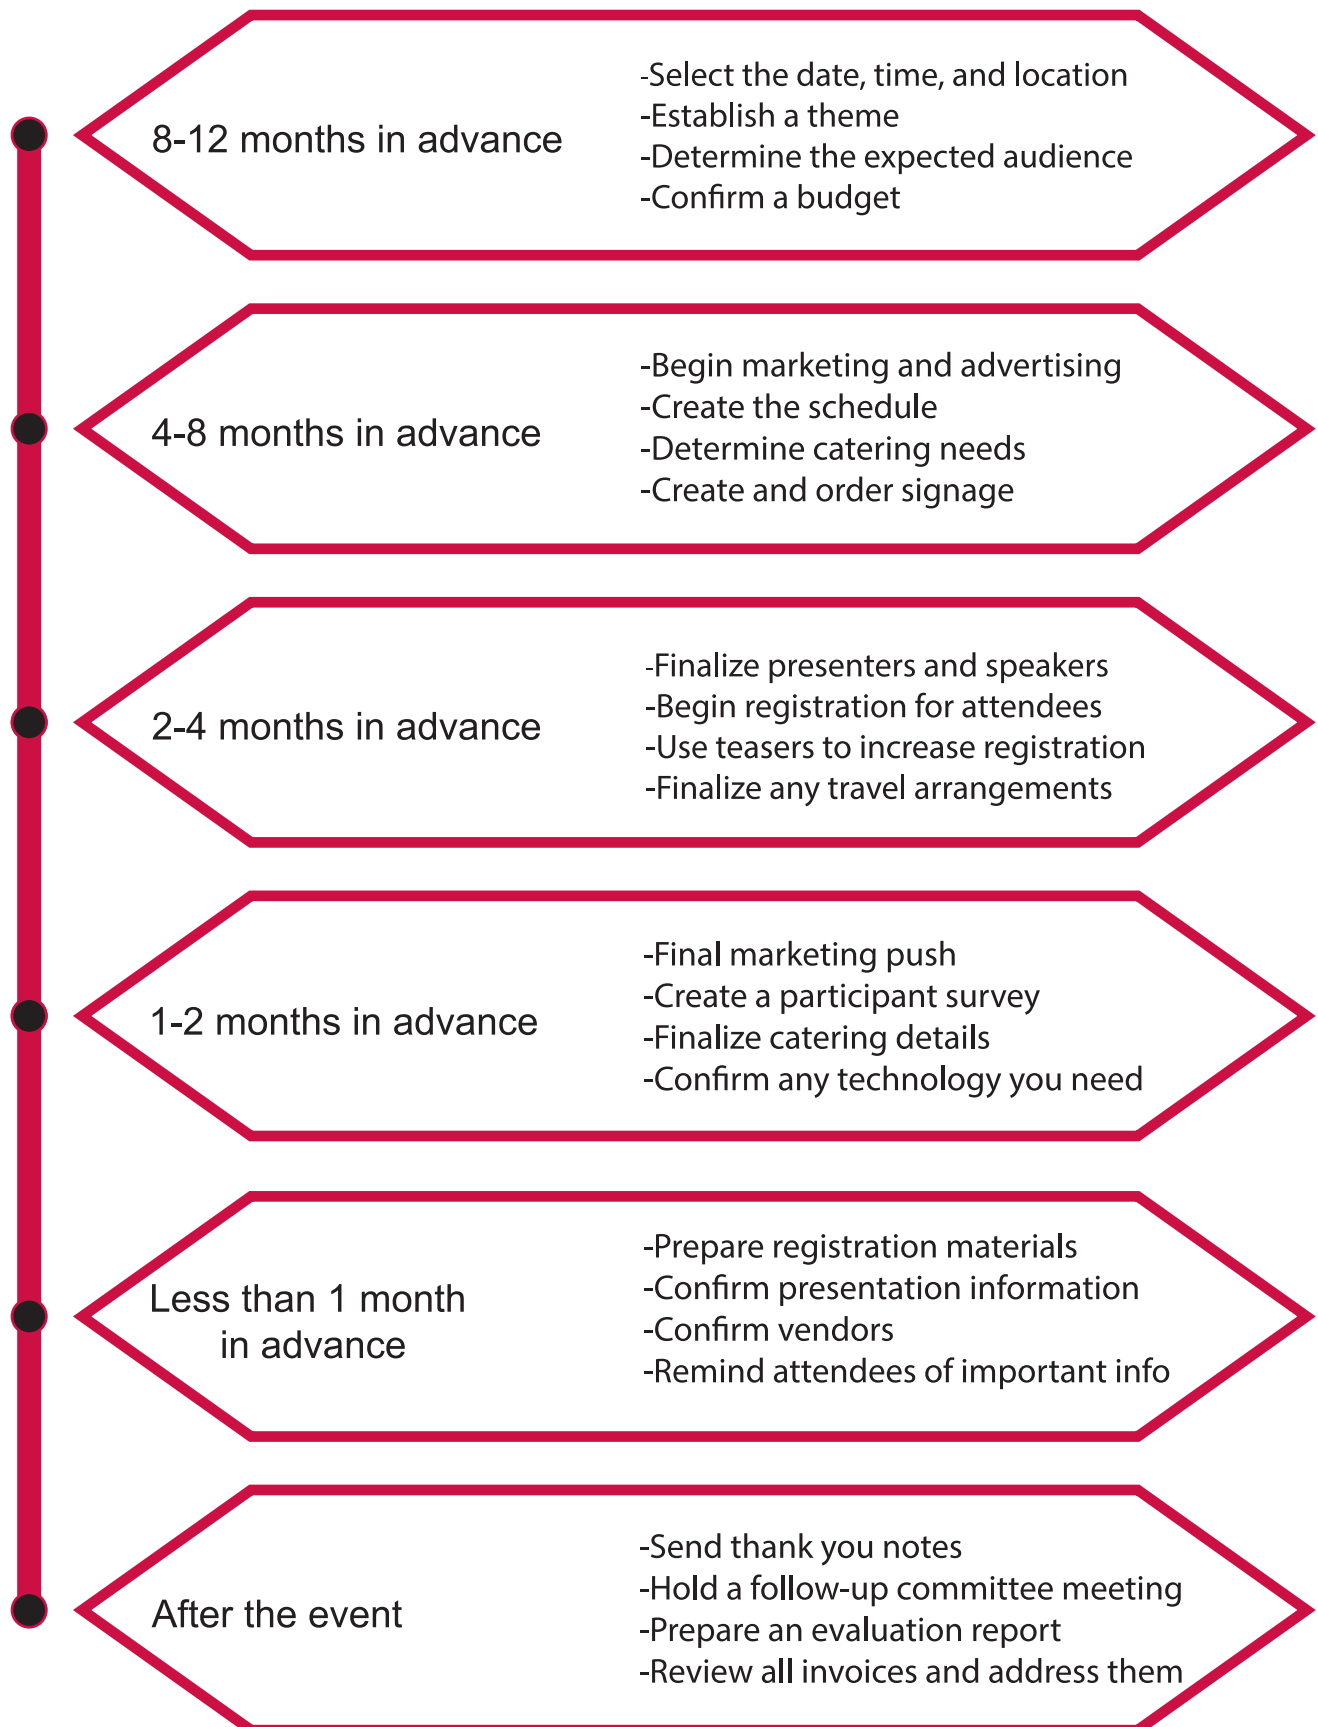 8-12 months in advance
-Select the date, time, and location
-Establish a theme
-Determine the expected audience
-Confirm a budget
4-8 months in advance
-Begin marketing and advertising
-Create the schedule
-Determine catering needs
-Create and order signage
2-4 months in advance
-Finalize presenters and speakers
-Begin registration for attendees
-Use teasers to increase registration
-Finalize any travel arrangements
1-2 months in advance
-Final marketing push
-Create a participant survey
-Finalize catering details
-Confirm any technology you need
Less than 1 month
in advance
-Prepare registration materials
-Confirm presentation information
-Confirm vendors
-Remind attendees of important info
After the event
-Send thank you notes
-Hold a follow-up committee meeting
-Prepare an evaluation report
-Review all invoices and address them